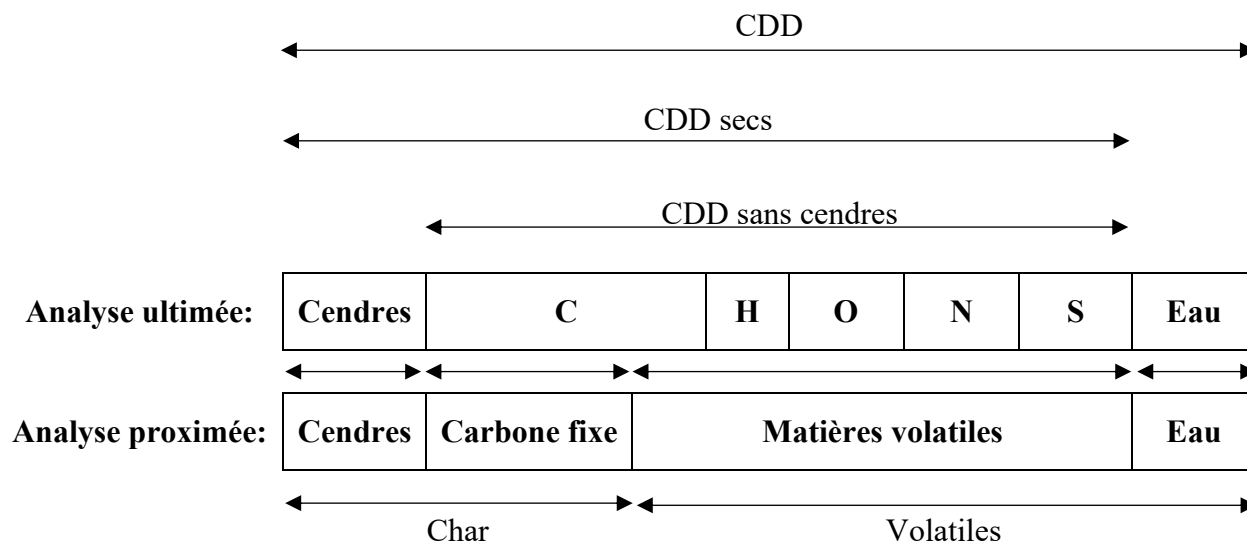 CDD
CDD secs
CDD sans cendres
Analyse ultimée: Cendres C H O N S Eau
Analyse proximée: Cendres Carbone fixe Matières volatiles Eau
Char Volatiles